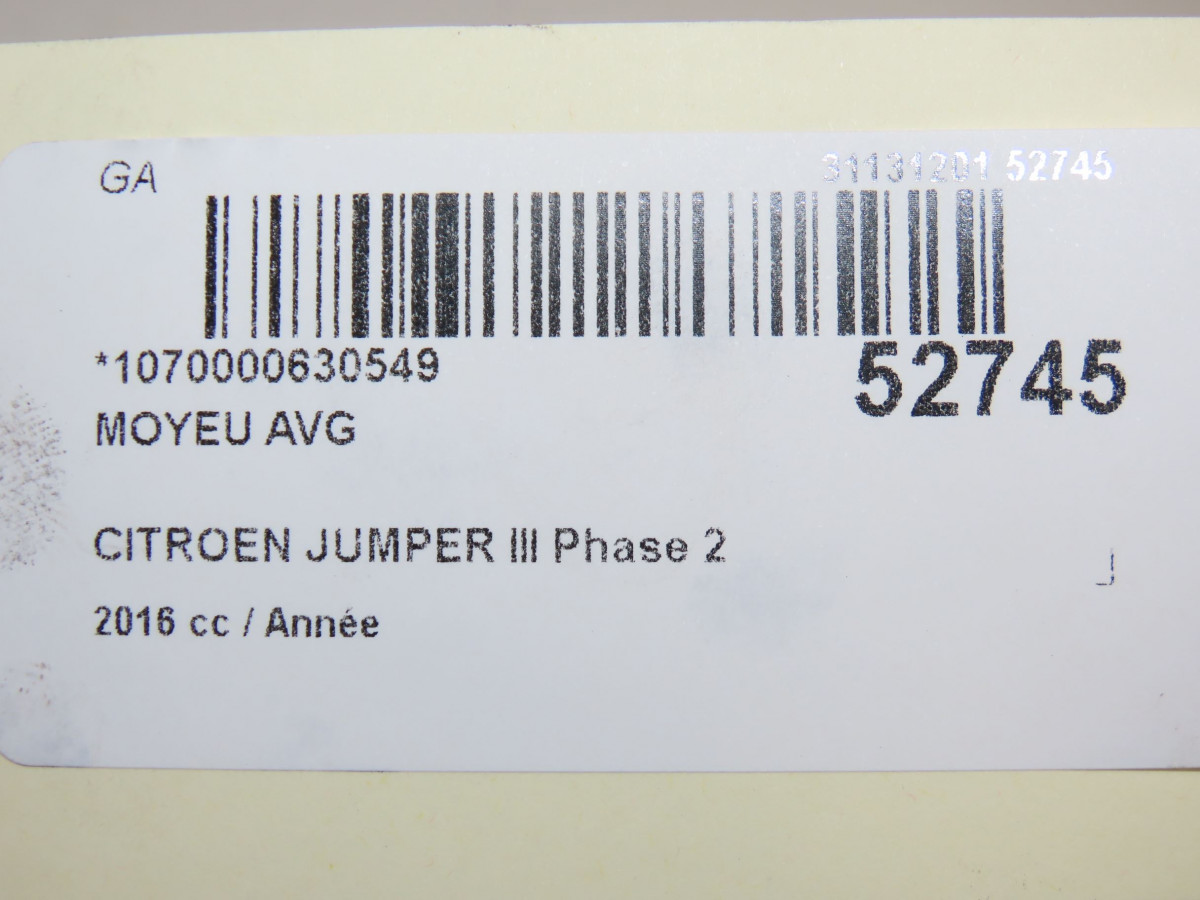 GA
31131201 52745
*1070000630549
52745
MOYEU AVG
CITROEN JUMPER III Phase 2
2016 cc / Année